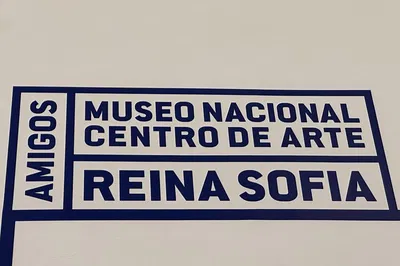 AMIGOS
MUSEO NACIONAL
CENTRO DE ARTE
REINA SOFIA